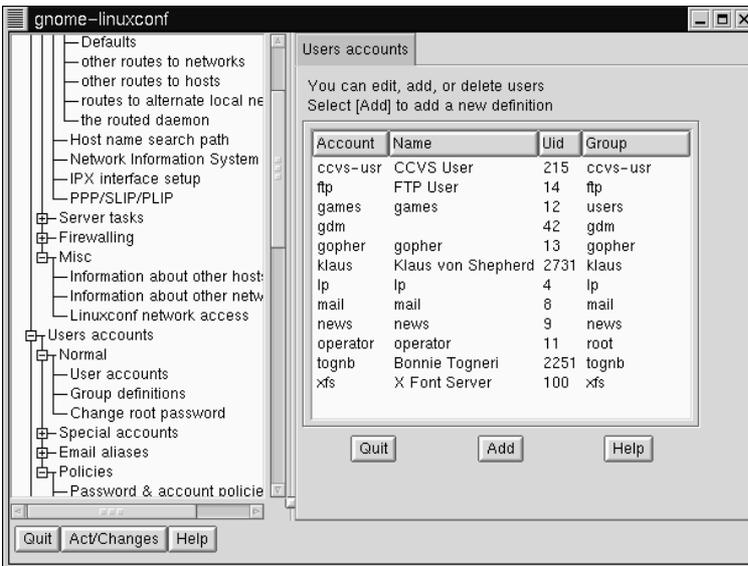 gnome-linuxconf
Defaults
other routes to networks
other routes to hosts
routes to alternate local ne
the routed daemon
Host name search path
Network Information System
IPX interface setup
PPP/SLIP/PLIP
Server tasks
Firewalling
Misc
Information about other host
Information about other netw
Linuxconf network access
Users accounts
Normal
User accounts
Group definitions
Change root password
Special accounts
Email aliases
Policies
Password & account policie
Users accounts
You can edit, add, or delete users
Select [Add] to add a new definition
Account Name Uid Group
ccvs-usr CCVS User 215 ccvs-usr
ftp FTP User 14 ftp
games games 12 users
gdm 42 gdm
gopher gopher 13 gopher
klaus Klaus von Shepherd 2731 klaus
lp lp 4 lp
mail mail 8 mail
news news 9 news
operator operator 11 root
tognb Bonnie Togneri 2251 tognb
xfs X Font Server 100 xfs
Quit Add Help
Quit Act/Changes Help